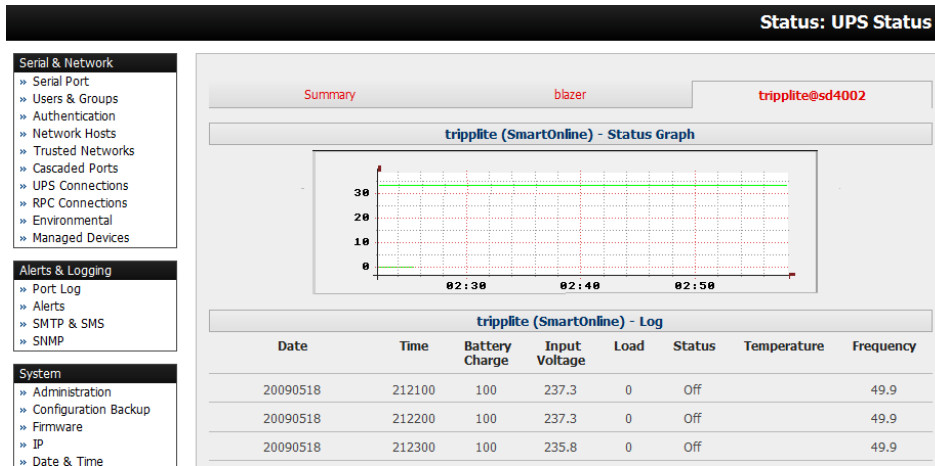 Status: UPS Status
Serial & Network
» Serial Port
» Users & Groups
» Authentication
» Network Hosts
» Trusted Networks
» Cascaded Ports
» UPS Connections
» RPC Connections
» Environmental
» Managed Devices
Alerts & Logging
» Port Log
» Alerts
» SMTP & SMS
» SNMP
System
» Administration
» Configuration Backup
» Firmware
» IP
» Date & Time
Summary blazer tripplite@sd4002
tripplite (SmartOnline) - Status Graph
30
20
10
0
02:30 02:40 02:50
tripplite (SmartOnline) - Log
Date Time Battery Charge Input Voltage Load Status Temperature Frequency
20090518 212100 100 237.3 0 Off 49.9
20090518 212200 100 237.3 0 Off 49.9
20090518 212300 100 235.8 0 Off 49.9